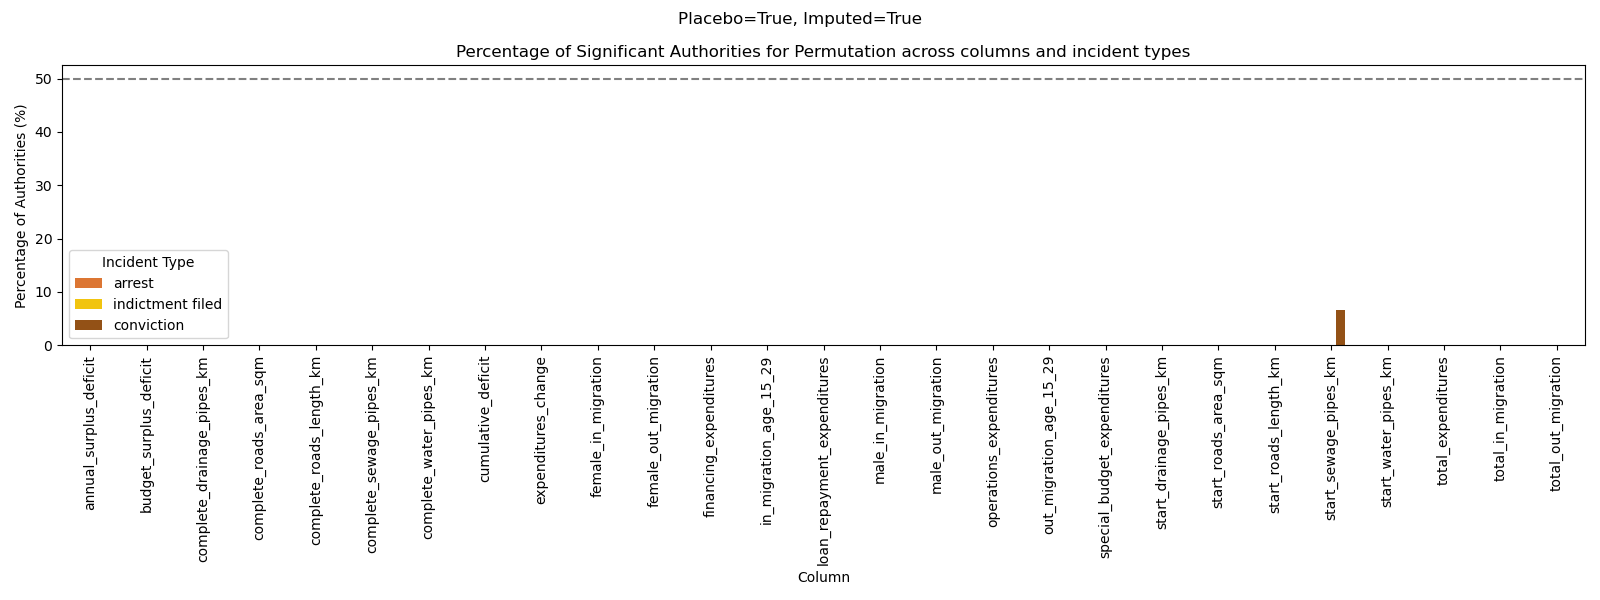 Placebo=True, Imputed=True
Percentage of Significant Authorities for Permutation across columns and incident types
Percentage of Authorities (%)
50
40
30
20
10
0
Incident Type
arrest
indictment filed
conviction
annual_surplus_deficit
budget_surplus_deficit
complete_drainage_pipes_km
complete_roads_area_sqm
complete_roads_length_km
complete_sewage_pipes_km
complete_water_pipes_km
cumulative_deficit
expenditures_change
female_in_migration
female_out_migration
financing_expenditures
in_migration_age_15_29
loan_repayment_expenditures
male_in_migration
male_out_migration
operations_expenditures
out_migration_age_15_29
special_budget_expenditures
start_drainage_pipes_km
start_roads_area_sqm
start_roads_length_km
start_sewage_pipes_km
start_water_pipes_km
total_expenditures
total_in_migration
total_out_migration
Column